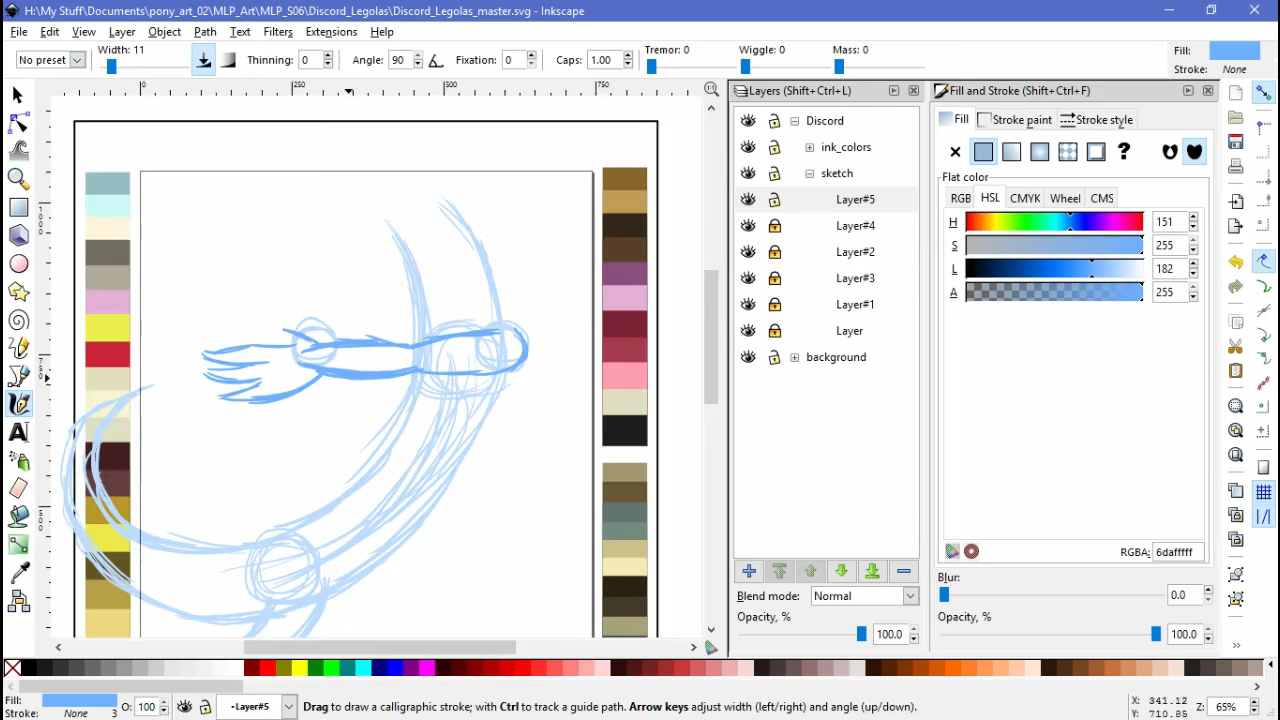 H:\My Stuff\Documents\pony_art_02\MLP_Art\MLP_S06\Discord_Legolas\Discord_Legolas_master.svg - Inkscape
File Edit View Layer Object Path Text Filters Extensions Help
No preset
Width: 11
Thinning: 0
Angle: 90
Fixation: 0
Caps: 1.00
Tremor: 0
Wiggle: 0
Mass: 0
Fill:
Stroke: None
0 250 500 750
Layers (Shift+Ctrl+L)
Discord
ink_colors
sketch
Layer#5
Layer#4
Layer#2
Layer#3
Layer#1
Layer
background
Blend mode: Normal
Opacity, % 100.0
Fill and Stroke (Shift+Ctrl+F)
Fill Stroke paint Stroke style
Flat color
RGB HSL CMYK Wheel CMS
H 151
S 255
L 182
A 255
RGBA: 6dafffff
Blur:
0.0
Opacity, %
100.0
Fill:
Stroke: None 3
O: 100
•Layer#5
Drag to draw a calligraphic stroke; with Ctrl to track a guide path. Arrow keys adjust width (left/right) and angle (up/down).
X: 341.12
Y: 710.85
Z: 65%